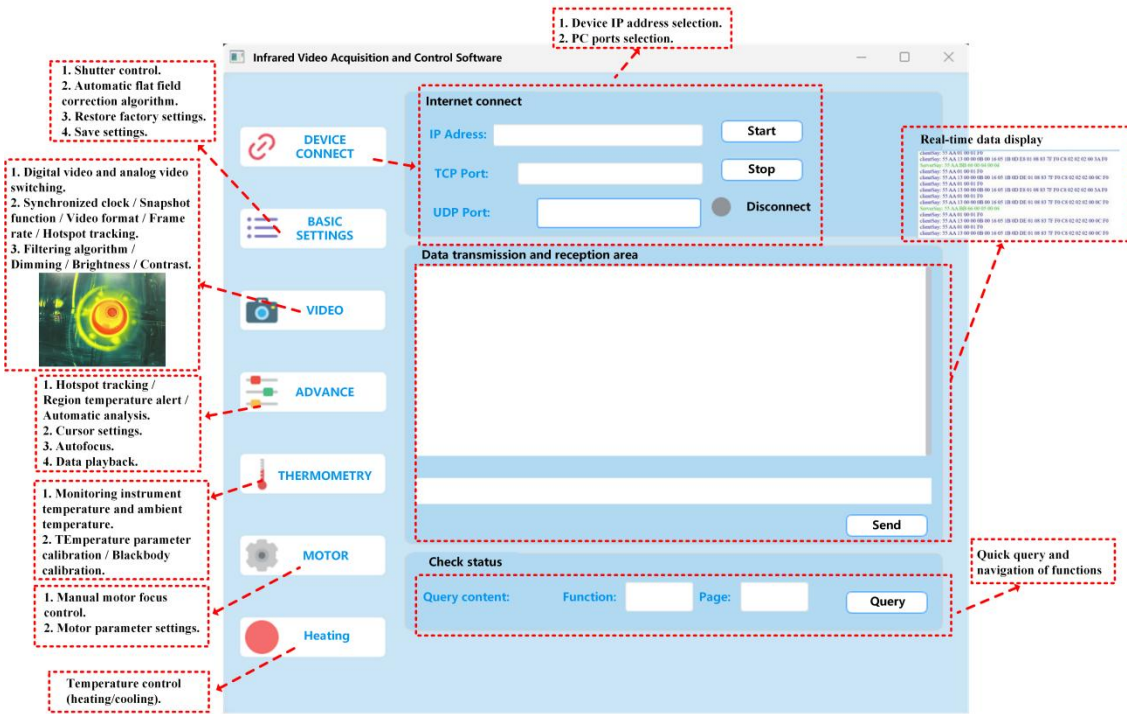 1. Device IP address selection.
2. PC ports selection.
Infrared Video Acquisition and Control Software
1. Shutter control.
2. Automatic flat field
correction algorithm.
3. Restore factory settings.
4. Save settings.
1. Digital video and analog video
switching.
2. Synchronized clock / Snapshot
function / Video format / Frame
rate / Hotspot tracking.
3. Filtering algorithm /
Dimming / Brightness / Contrast.
1. Hotspot tracking /
Region temperature alert /
Automatic analysis.
2. Cursor settings.
3. Autofocus.
4. Data playback.
1. Monitoring instrument
temperature and ambient
temperature.
2. TEmperature parameter
calibration / Blackbody
calibration.
1. Manual motor focus
control.
2. Motor parameter settings.
Temperature control
(heating/cooling).
DEVICE
CONNECT
BASIC
SETTINGS
VIDEO
ADVANCE
THERMOMETRY
MOTOR
Heating
Internet connect
IP Adress:
Start
TCP Port:
Stop
UDP Port:
Disconnect
Data transmission and reception area
Send
Check status
Query content:
Function:
Page:
Query
Real-time data display
Quick query and
navigation of functions